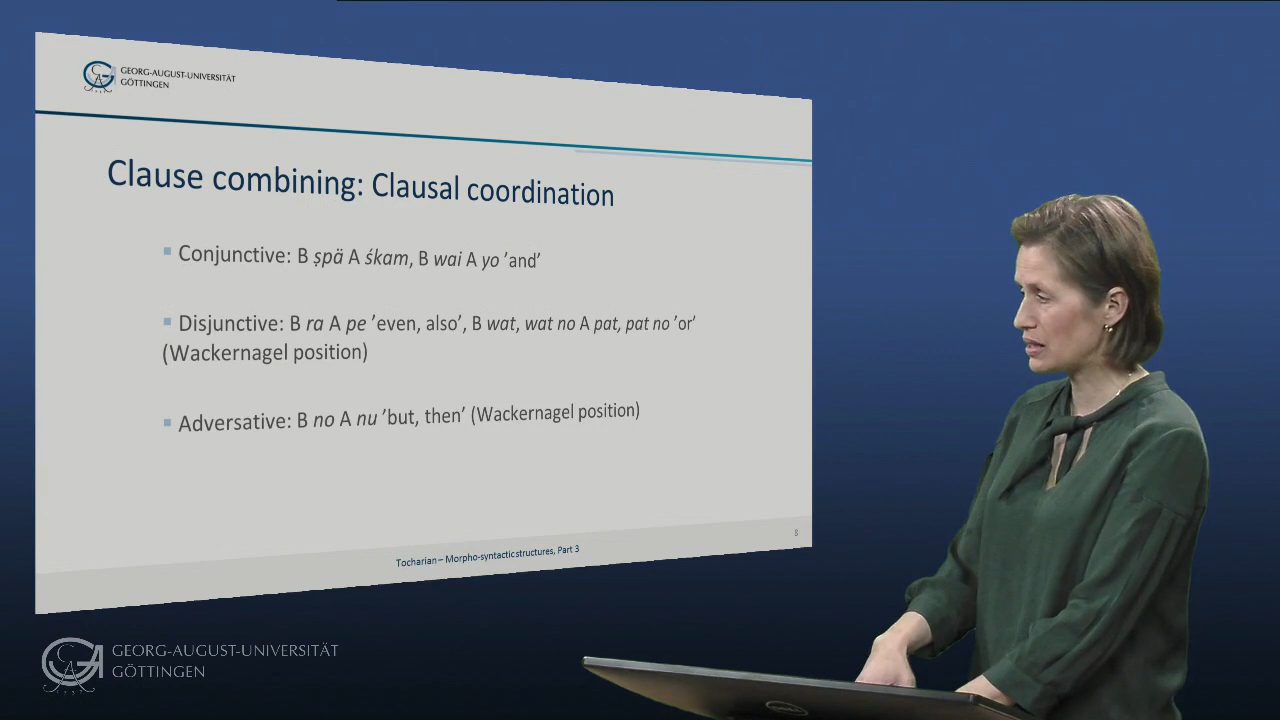 GEORG-AUGUST-UNIVERSITÄT
GÖTTINGEN
Clause combining: Clausal coordination
Conjunctive: B ṣpä A śkam, B wai A yo ’and’
Disjunctive: B ra A pe ’even, also’, B wat, wat no A pat, pat no ’or’
(Wackernagel position)
Adversative: B no A nu ’but, then’ (Wackernagel position)
Tocharian – Morpho-syntactic structures, Part 3
8
GEORG-AUGUST-UNIVERSITÄT
GÖTTINGEN
DELL